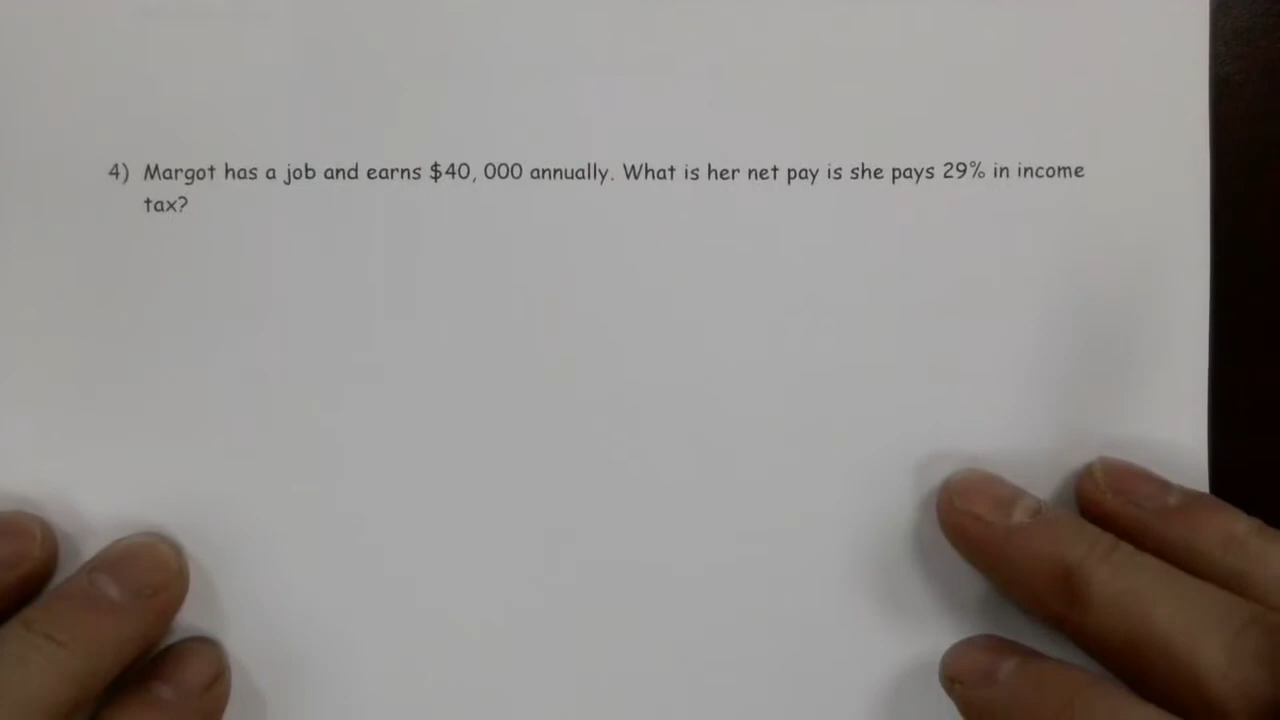 4) Margot has a job and earns $40, 000 annually. What is her net pay is she pays 29% in income
tax?